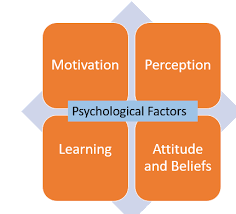 Motivation
Perception
Psychological Factors
Learning
Attitude
and Beliefs